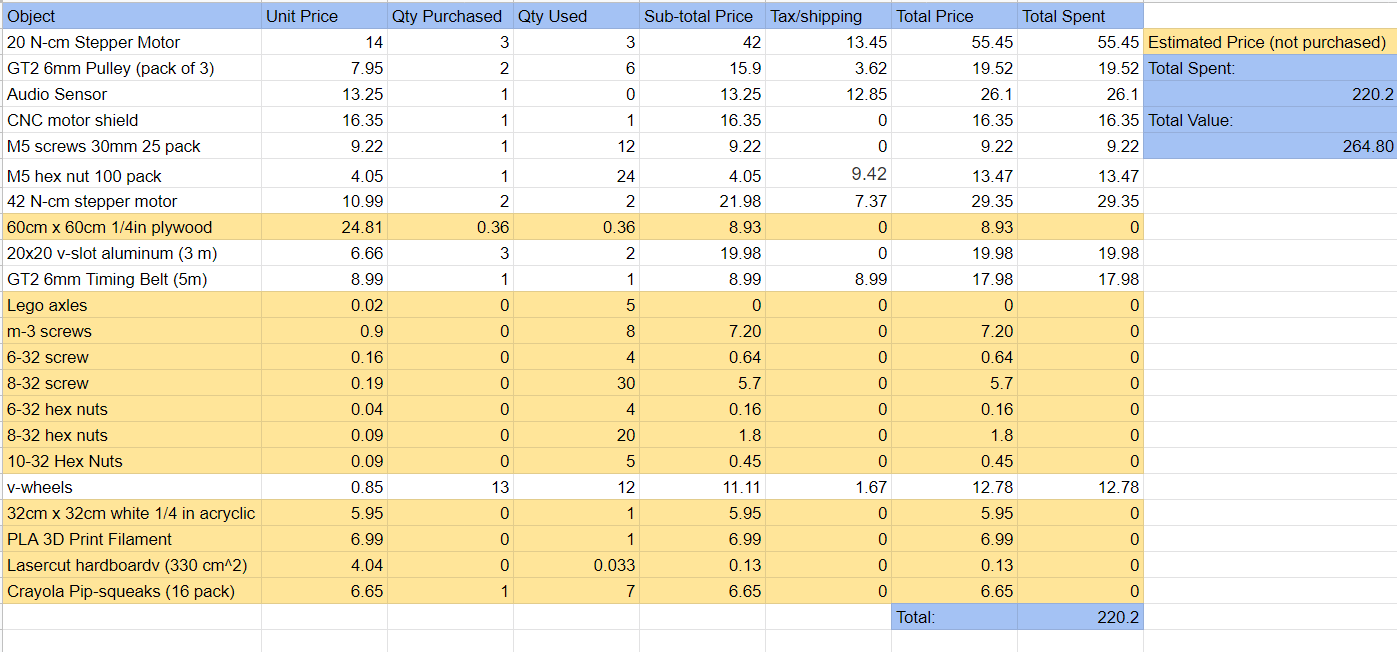 Object Unit Price Qty Purchased Qty Used Sub-total Price Tax/shipping Total Price Total Spent
20 N-cm Stepper Motor 14 3 3 42 13.45 55.45 55.45 Estimated Price (not purchased)
GT2 6mm Pulley (pack of 3) 7.95 2 6 15.9 3.62 19.52 19.52 Total Spent:
Audio Sensor 13.25 1 0 13.25 12.85 26.1 26.1 220.2
CNC motor shield 16.35 1 1 16.35 0 16.35 16.35 Total Value:
M5 screws 30mm 25 pack 9.22 1 12 9.22 0 9.22 9.22 264.80
M5 hex nut 100 pack 4.05 1 24 4.05 9.42 13.47 13.47
42 N-cm stepper motor 10.99 2 2 21.98 7.37 29.35 29.35
60cm x 60cm 1/4in plywood 24.81 0.36 0.36 8.93 0 8.93 0
20x20 v-slot aluminum (3 m) 6.66 3 2 19.98 0 19.98 19.98
GT2 6mm Timing Belt (5m) 8.99 1 1 8.99 8.99 17.98 17.98
Lego axles 0.02 0 5 0 0 0 0
m-3 screws 0.9 0 8 7.20 0 7.20 0
6-32 screw 0.16 0 4 0.64 0 0.64 0
8-32 screw 0.19 0 30 5.7 0 5.7 0
6-32 hex nuts 0.04 0 4 0.16 0 0.16 0
8-32 hex nuts 0.09 0 20 1.8 0 1.8 0
10-32 Hex Nuts 0.09 0 5 0.45 0 0.45 0
v-wheels 0.85 13 12 11.11 1.67 12.78 12.78
32cm x 32cm white 1/4 in acryclic 5.95 0 1 5.95 0 5.95 0
PLA 3D Print Filament 6.99 0 1 6.99 0 6.99 0
Lasercut hardboardv (330 cm^2) 4.04 0 0.033 0.13 0 0.13 0
Crayola Pip-squeaks (16 pack) 6.65 1 7 6.65 0 6.65 0
Total: 220.2